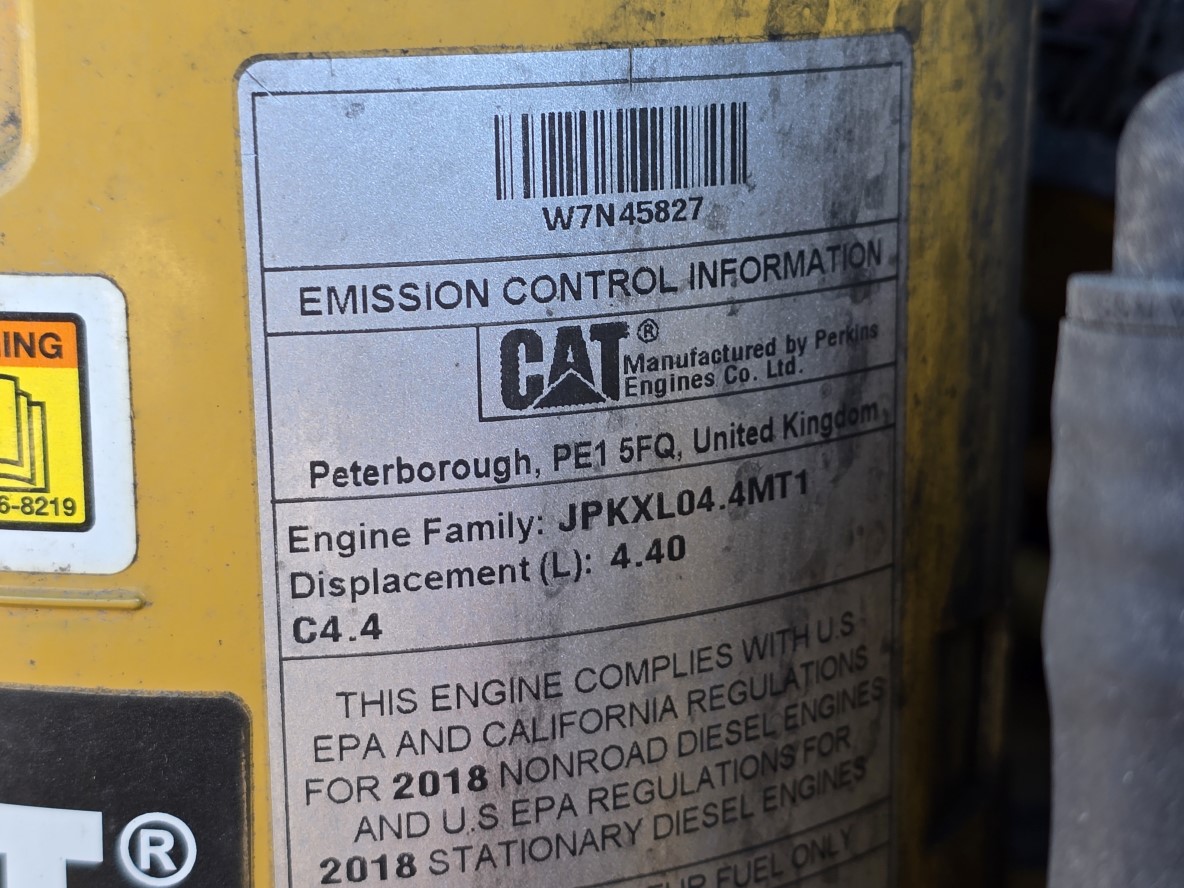 W7N45827
EMISSION CONTROL INFORMATION
CAT®
Manufactured by Perkins
Engines Co. Ltd.
Peterborough, PE1 5FQ, United Kingdom
Engine Family: JPKXL04.4MT1
Displacement (L): 4.40
C4.4
THIS ENGINE COMPLIES WITH U.S
EPA AND CALIFORNIA REGULATIONS
FOR 2018 NONROAD DIESEL ENGINES
AND U.S EPA REGULATIONS FOR
2018 STATIONARY DIESEL ENGINES
FUEL ONLY
ING
6-8219
T®